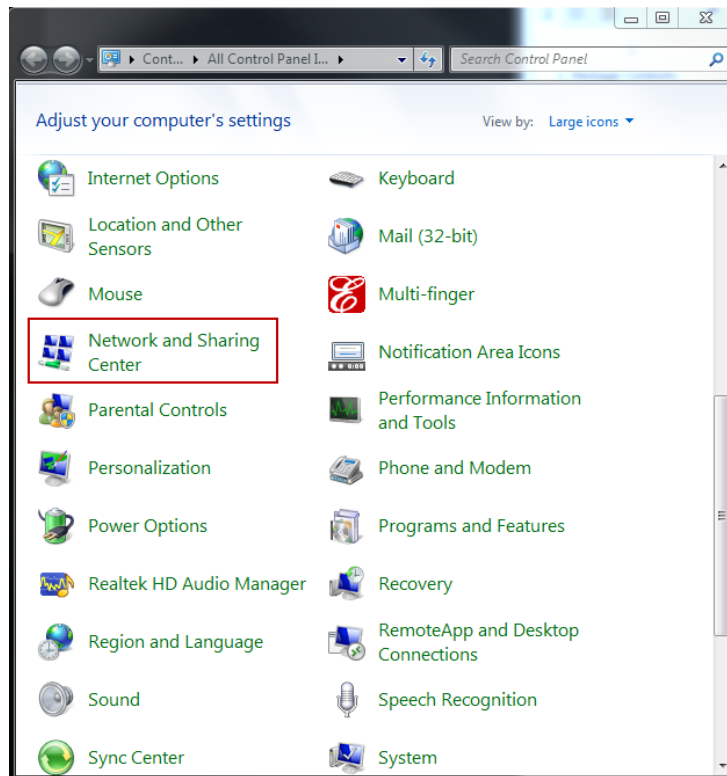 Cont... All Control Panel I... Search Control Panel
Adjust your computer's settings View by: Large icons
Internet Options Keyboard
Location and Other
Sensors
Mail (32-bit)
Mouse Multi-finger
Network and Sharing
Center
Notification Area Icons
Parental Controls
Performance Information
and Tools
Personalization Phone and Modem
Power Options Programs and Features
Realtek HD Audio Manager Recovery
Region and Language
RemoteApp and Desktop
Connections
Sound Speech Recognition
Sync Center System